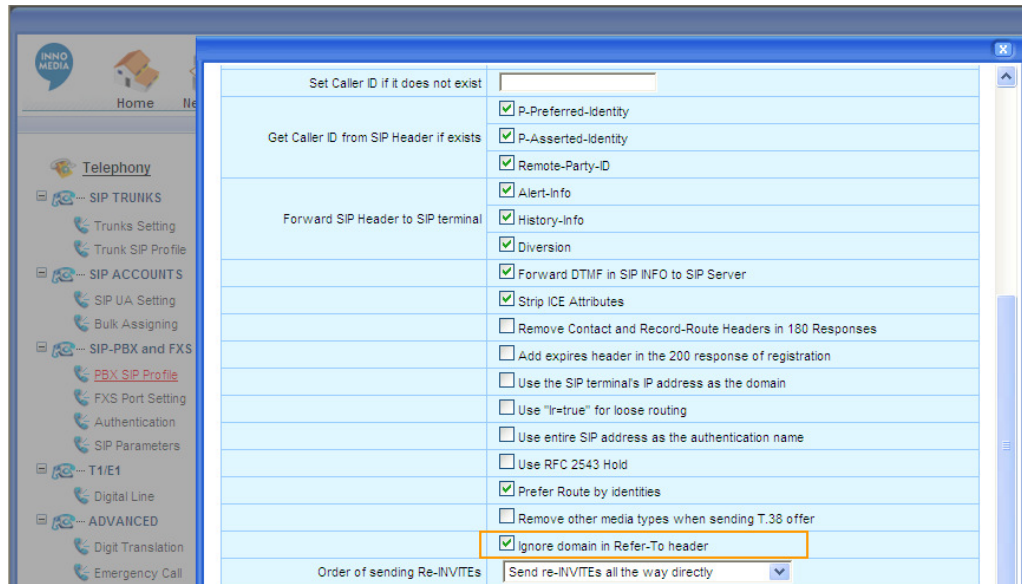 INNO
MEDIA
Home
Ne
Telephony
SIP TRUNKS
Trunks Setting
Trunk SIP Profile
SIP ACCOUNTS
SIP UA Setting
Bulk Assigning
SIP-PBX and FXS
PBX SIP Profile
FXS Port Setting
Authentication
SIP Parameters
T1/E1
Digital Line
ADVANCED
Digit Translation
Emergency Call
Set Caller ID if it does not exist
Get Caller ID from SIP Header if exists
P-Preferred-Identity
P-Asserted-Identity
Remote-Party-ID
Forward SIP Header to SIP terminal
Alert-Info
History-Info
Diversion
Forward DTMF in SIP INFO to SIP Server
Strip ICE Attributes
Remove Contact and Record-Route Headers in 180 Responses
Add expires header in the 200 response of registration
Use the SIP terminal's IP address as the domain
Use "lr=true" for loose routing
Use entire SIP address as the authentication name
Use RFC 2543 Hold
Prefer Route by identities
Remove other media types when sending T.38 offer
Ignore domain in Refer-To header
Order of sending Re-INVITEs Send re-INVITEs all the way directly